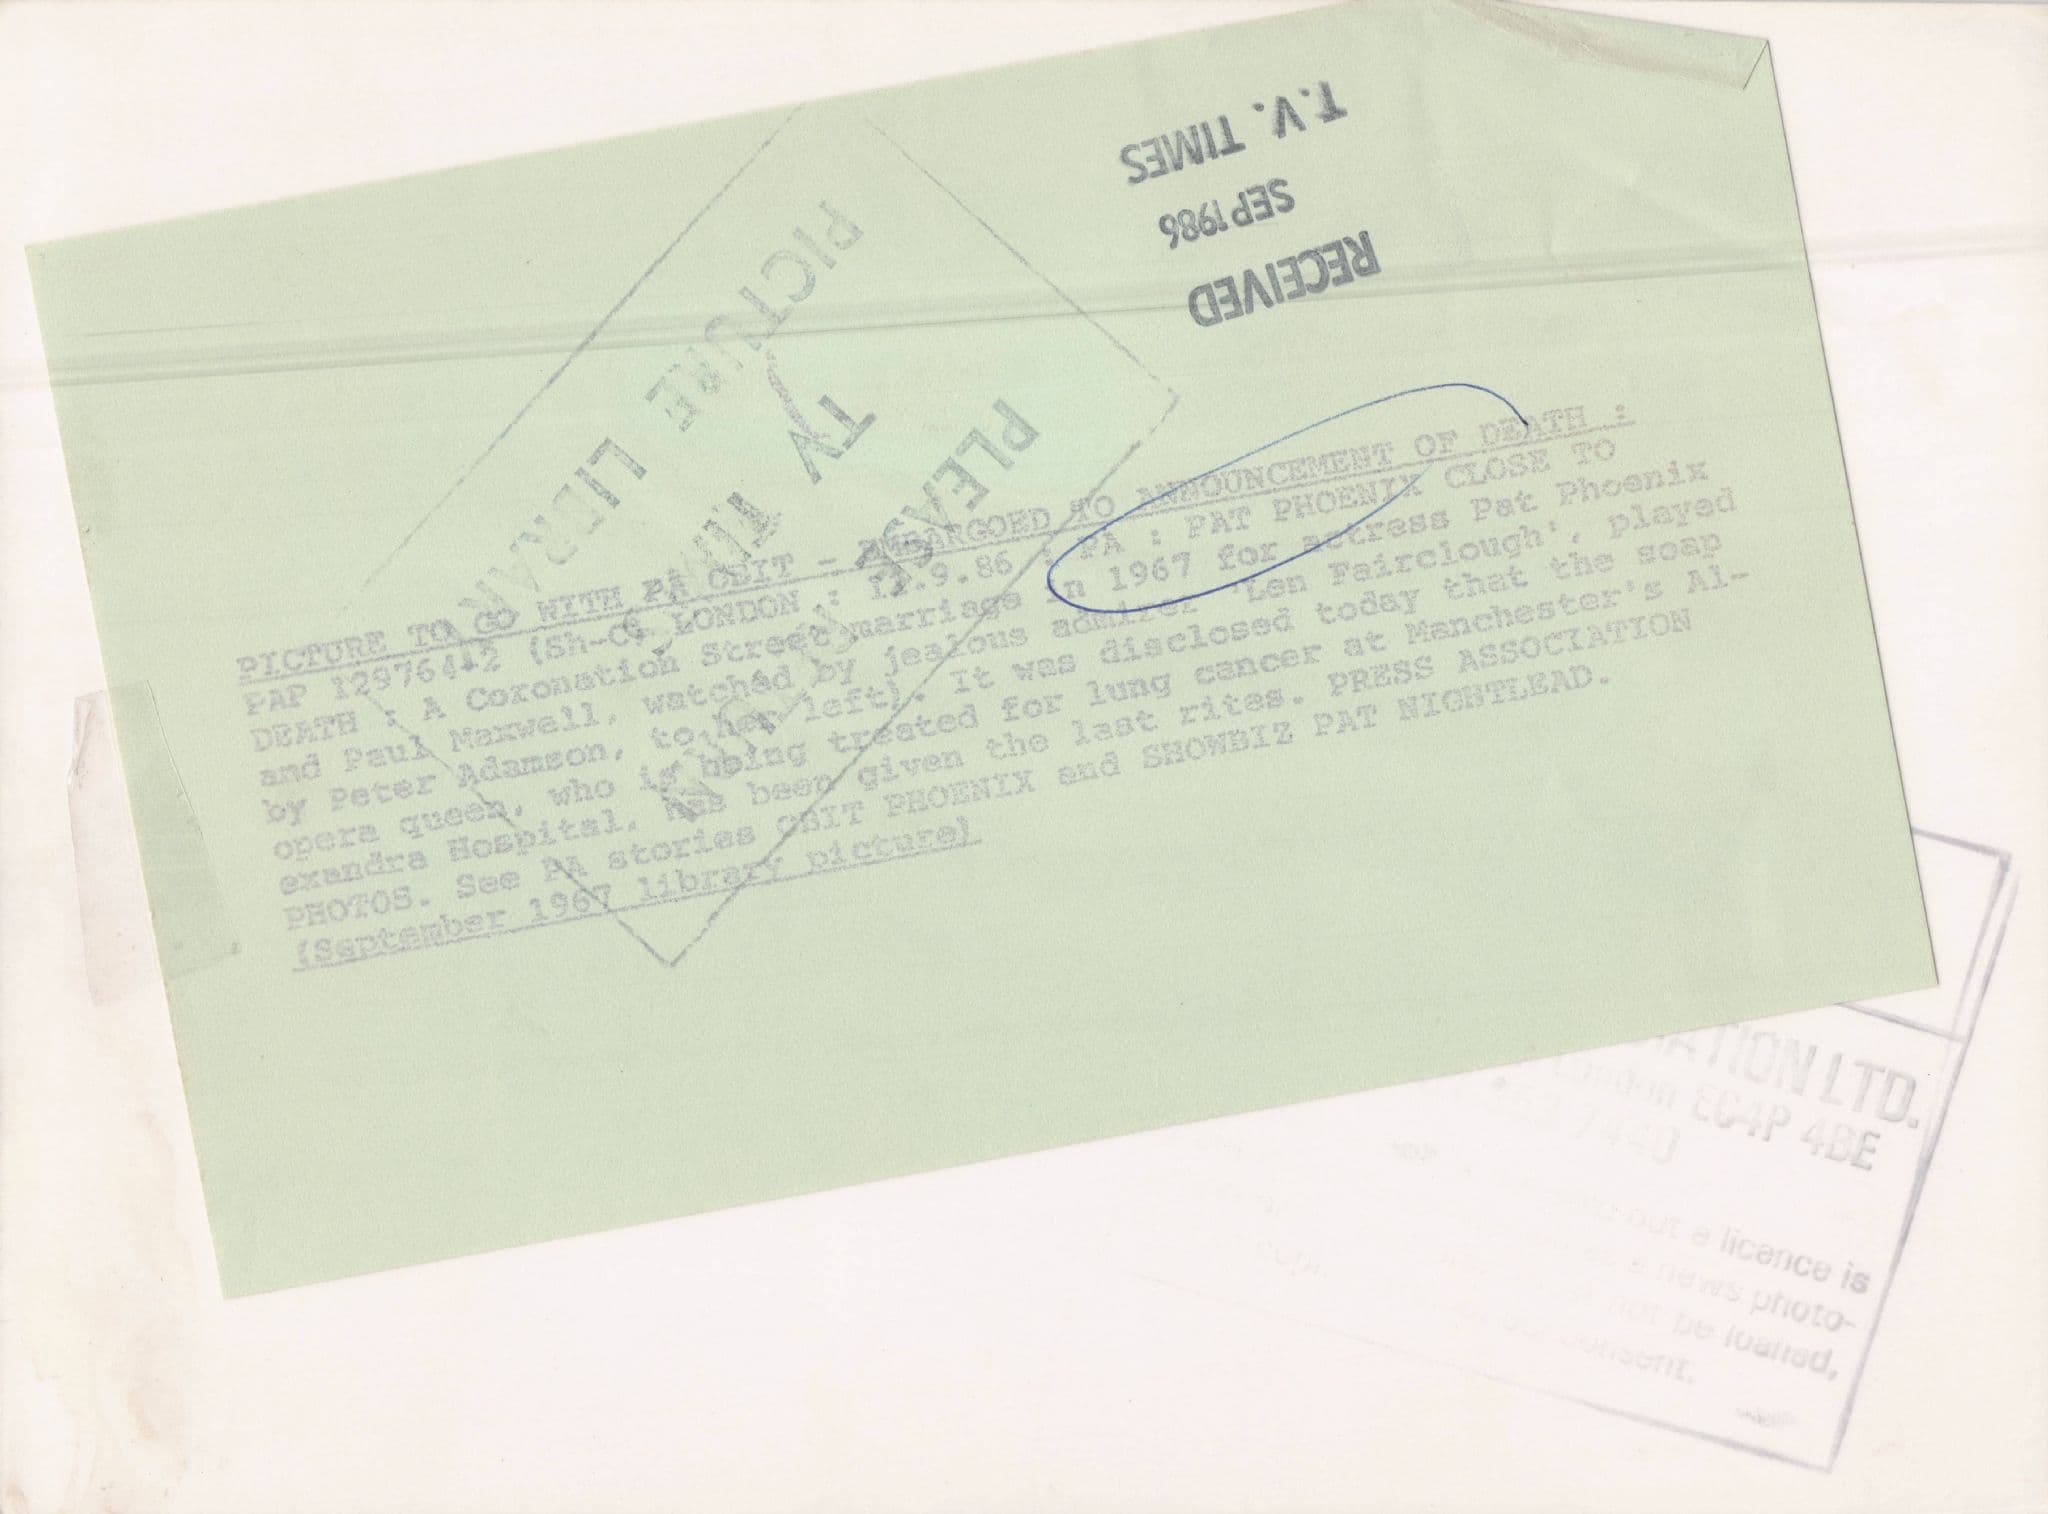 T.V. TIMES
SEP 1986
RECEIVED
PLEASE
TV TIMES
PICTURE
PICTURE TO GO WITH PA OBIT - EMBARGOED TO ANNOUNCEMENT OF DEATH :
PAP 129764-2 (Sh-C) LONDON : .9.86 : PA : PAT PHOENIX CLOSE TO
DEATH : A Coronation Street marriage in 1967 for actress Pat Phoenix
and Paul Maxwell, watched by jealous admirer 'Len Fairclough', played
by Peter Adamson, to her left). It was disclosed today that the soap
opera queen, who is being treated for lung cancer at Manchester's Al-
exandra Hospital, has been given the last rites. PRESS ASSOCIATION
PHOTOS. See PA stories OBIT PHOENIX and SHOWBIZ PAT NIGHTLEAD.
(September 1967 library picture)
LTD.
London EC4P 4BE
353 7440
out a licence is
a news photo-
not be loaned,
consent.